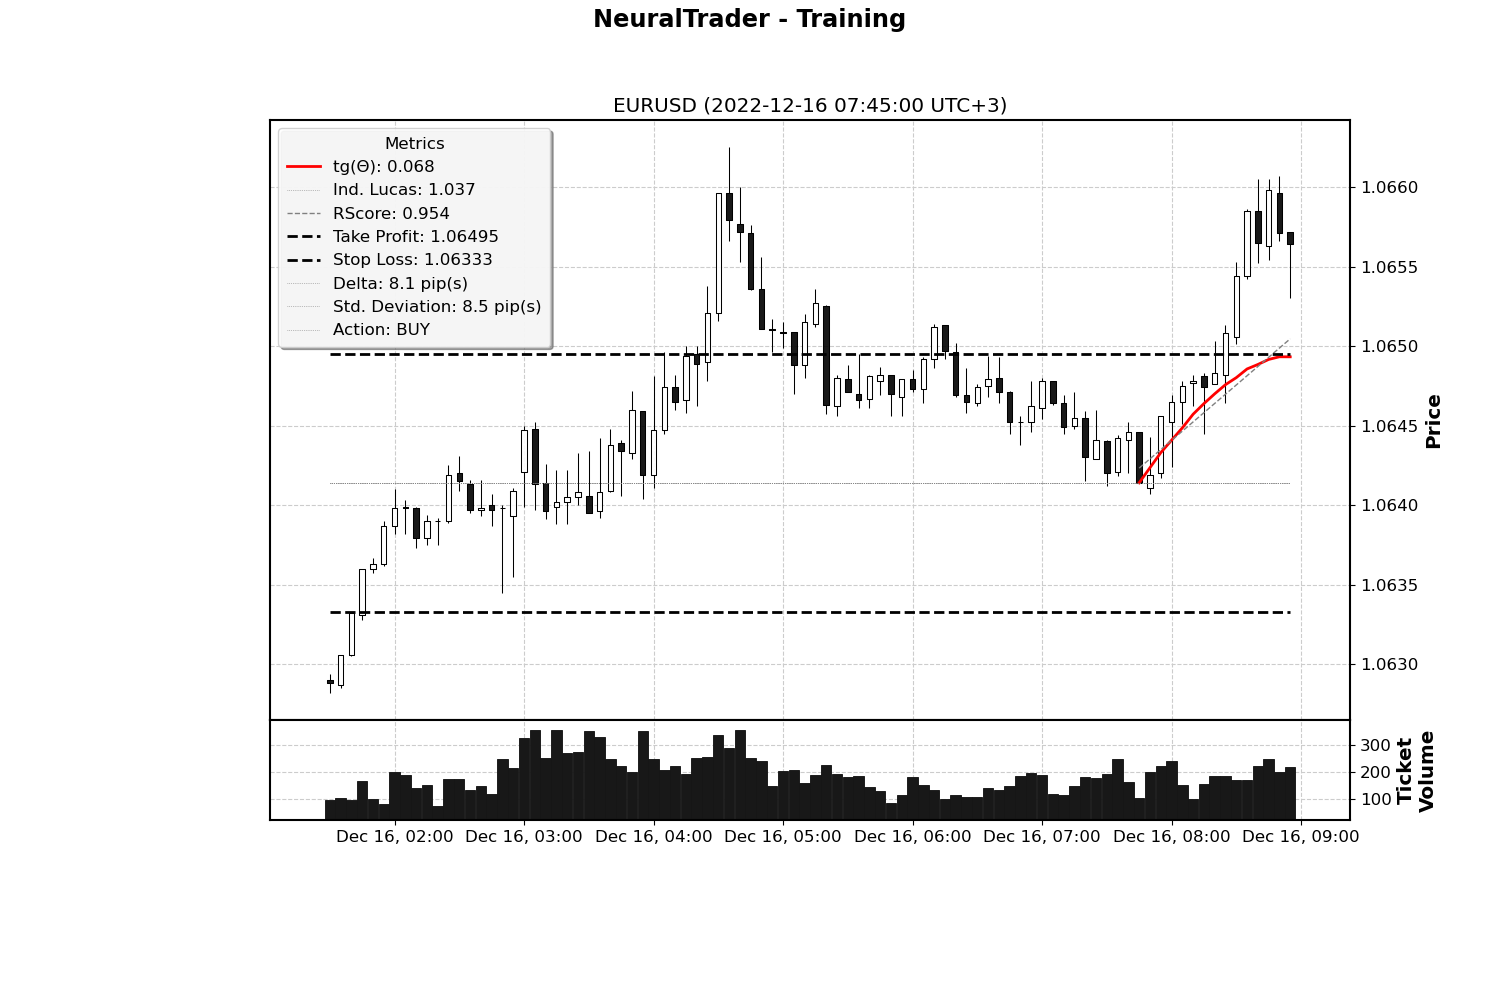 NeuralTrader - Training
EURUSD (2022-12-16 07:45:00 UTC+3)
Metrics
tg(Θ): 0.068
Ind. Lucas: 1.037
RScore: 0.954
Take Profit: 1.06495
Stop Loss: 1.06333
Delta: 8.1 pip(s)
Std. Deviation: 8.5 pip(s)
Action: BUY
1.0660
1.0655
1.0650
1.0645
1.0640
1.0635
1.0630
Price
300
200
100
Ticket
Volume
Dec 16, 02:00 Dec 16, 03:00 Dec 16, 04:00 Dec 16, 05:00 Dec 16, 06:00 Dec 16, 07:00 Dec 16, 08:00 Dec 16, 09:00